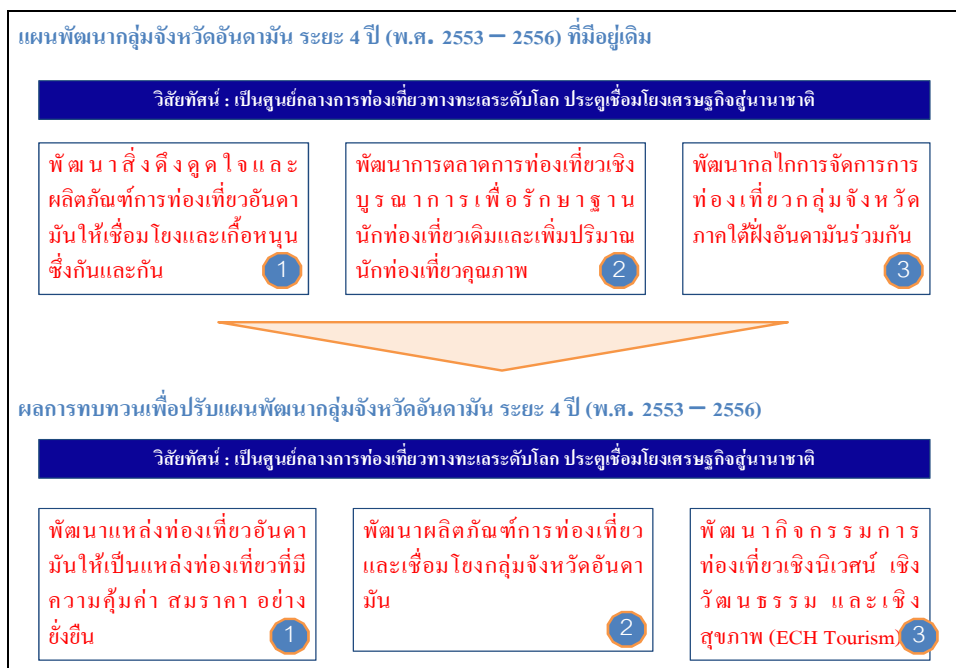 แผนพัฒนากลุ่มจังหวัดอันดามัน ระยะ 4 ปี (พ.ศ. 2553 – 2556) ที่มีอยู่เดิม
วิสัยทัศน์ : เป็นศูนย์กลางการท่องเที่ยวทางทะเลระดับโลก ประตูเชื่อมโยงเศรษฐกิจสู่นานาชาติ
พัฒนาสิ่งดึงดูดใจและ
ผลิตภัณฑ์การท่องเที่ยวอันดา
มันให้เชื่อมโยงและเกื้อหนุน
ซึ่งกันและกัน
1
พัฒนาการตลาดการท่องเที่ยวเชิง
บูรณาการเพื่อรักษาฐาน
นักท่องเที่ยวเดิมและเพิ่มปริมาณ
นักท่องเที่ยวคุณภาพ
2
พัฒนากลไกการจัดการการ
ท่องเที่ยวกลุ่มจังหวัด
ภาคใต้ฝั่งอันดามันร่วมกัน
3
ผลการทบทวนเพื่อปรับแผนพัฒนากลุ่มจังหวัดอันดามัน ระยะ 4 ปี (พ.ศ. 2553 – 2556)
วิสัยทัศน์ : เป็นศูนย์กลางการท่องเที่ยวทางทะเลระดับโลก ประตูเชื่อมโยงเศรษฐกิจสู่นานาชาติ
พัฒนาแหล่งท่องเที่ยวอันดา
มันให้เป็นแหล่งท่องเที่ยวที่มี
ความคุ้มค่า สมราคา อย่าง
ยั่งยืน
1
พัฒนาผลิตภัณฑ์การท่องเที่ยว
และเชื่อมโยงกลุ่มจังหวัดอันดา
มัน
2
พัฒนากิจกรรมการ
ท่องเที่ยวเชิงนิเวศน์ เชิง
วัฒนธรรม และเชิง
สุขภาพ (ECH Tourism)
3